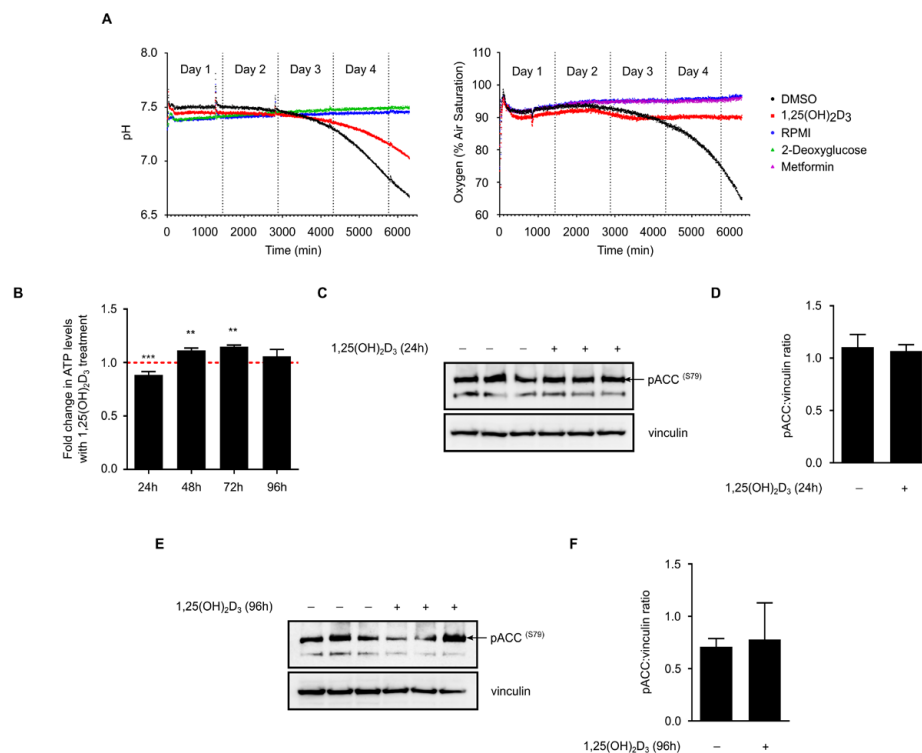 A
8.0
7.5
7.0
6.5
pH
Day 1 Day 2 Day 3 Day 4
0 1000 2000 3000 4000 5000 6000
Time (min)
110
100
90
80
70
60
Oxygen (% Air Saturation)
Day 1 Day 2 Day 3 Day 4
0 1000 2000 3000 4000 5000 6000
Time (min)
DMSO
1,25(OH)₂D₃
RPMI
2-Deoxyglucose
Metformin
B
Fold change in ATP levels
with 1,25(OH)₂D₃ treatment
1.5
1.0
0.5
0.0
*** ** **
24h 48h 72h 96h
C
1,25(OH)₂D₃ (24h) – – – + + +
pACC (S79)
vinculin
D
pACC:vinculin ratio
1.5
1.0
0.5
0.0
1,25(OH)₂D₃ (24h) – +
E
1,25(OH)₂D₃ (96h) – – – + + +
pACC (S79)
vinculin
F
pACC:vinculin ratio
1.5
1.0
0.5
0.0
1,25(OH)₂D₃ (96h) – +